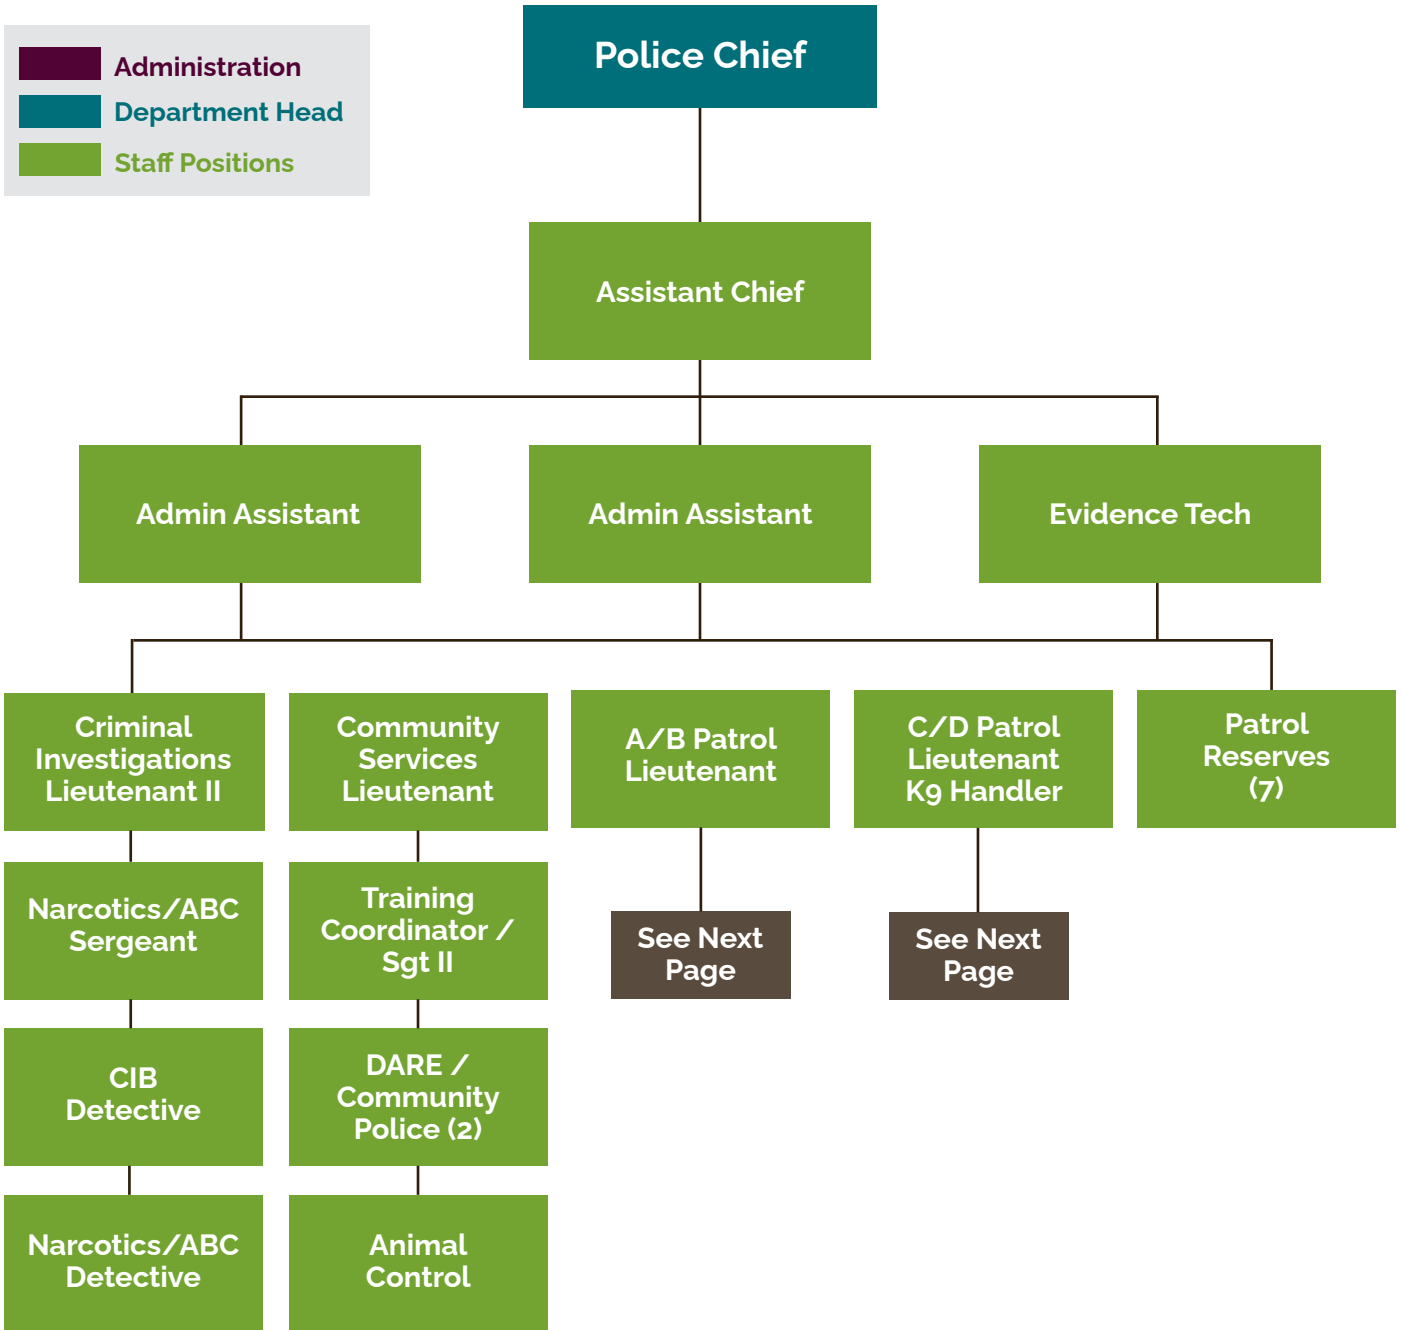 Administration
Department Head
Staff Positions
Police Chief
Assistant Chief
Admin Assistant
Admin Assistant
Evidence Tech
Criminal
Investigations
Lieutenant II
Community
Services
Lieutenant
A/B Patrol
Lieutenant
C/D Patrol
Lieutenant
K9 Handler
Patrol
Reserves
(7)
Narcotics/ABC
Sergeant
Training
Coordinator /
Sgt II
See Next
Page
See Next
Page
CIB
Detective
DARE /
Community
Police (2)
Narcotics/ABC
Detective
Animal
Control